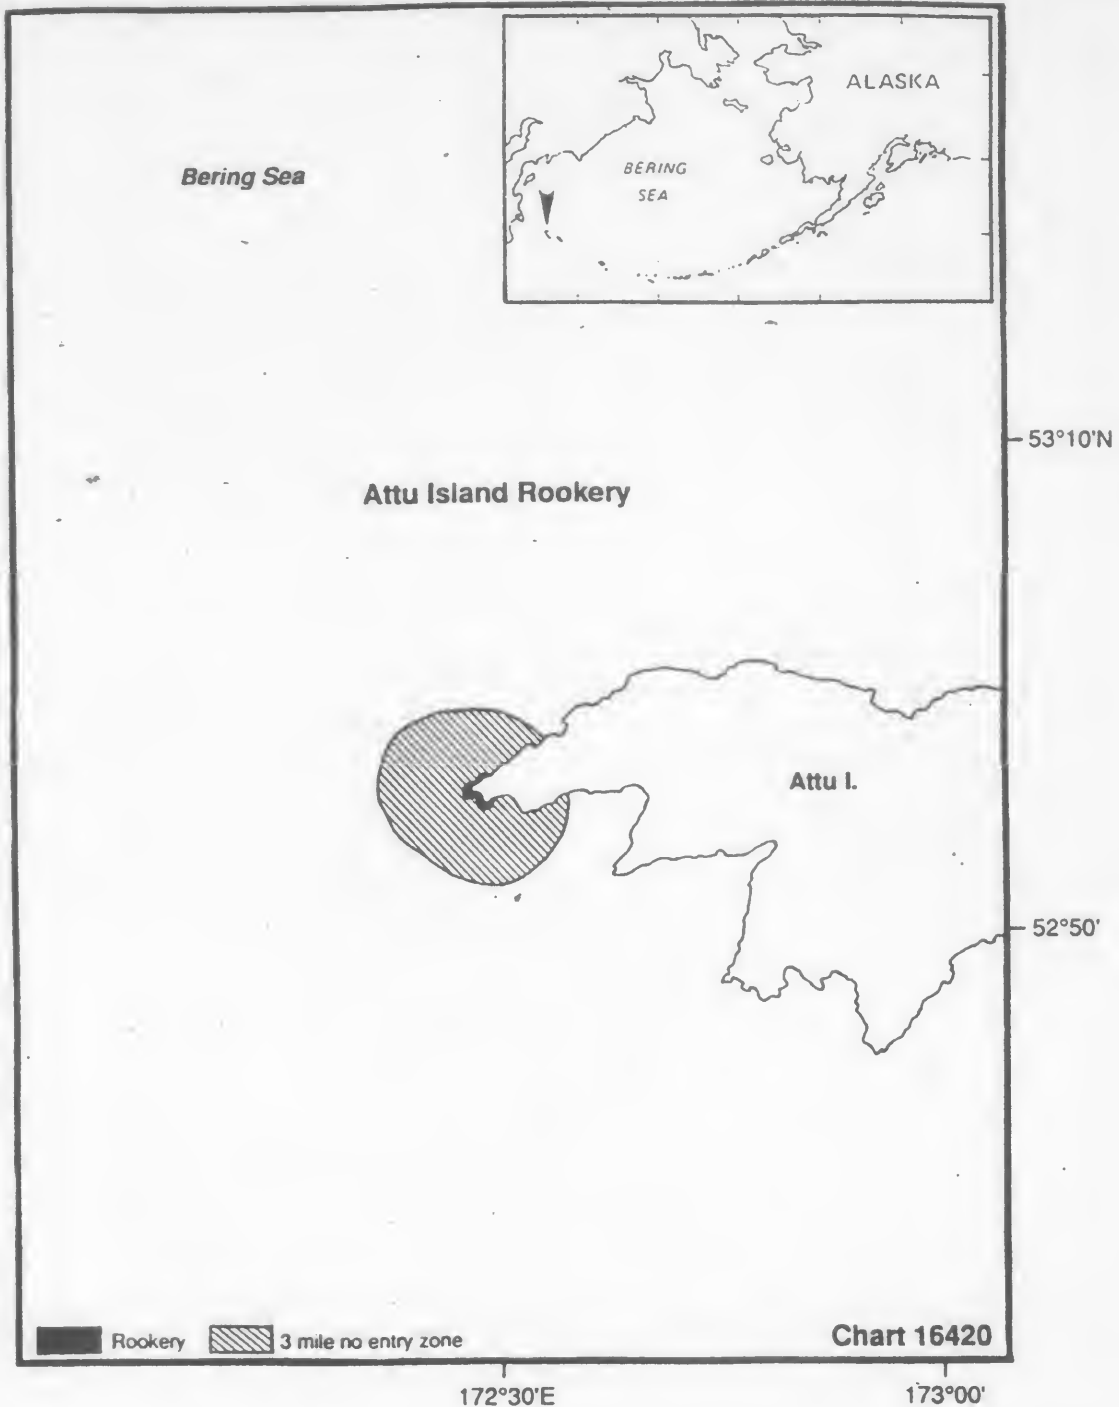 ALASKA
BERING
SEA
Bering Sea
53°10'N
Attu Island Rookery
Attu I.
52°50'
Rookery
3 mile no entry zone
Chart 16420
172°30'E
173°00'